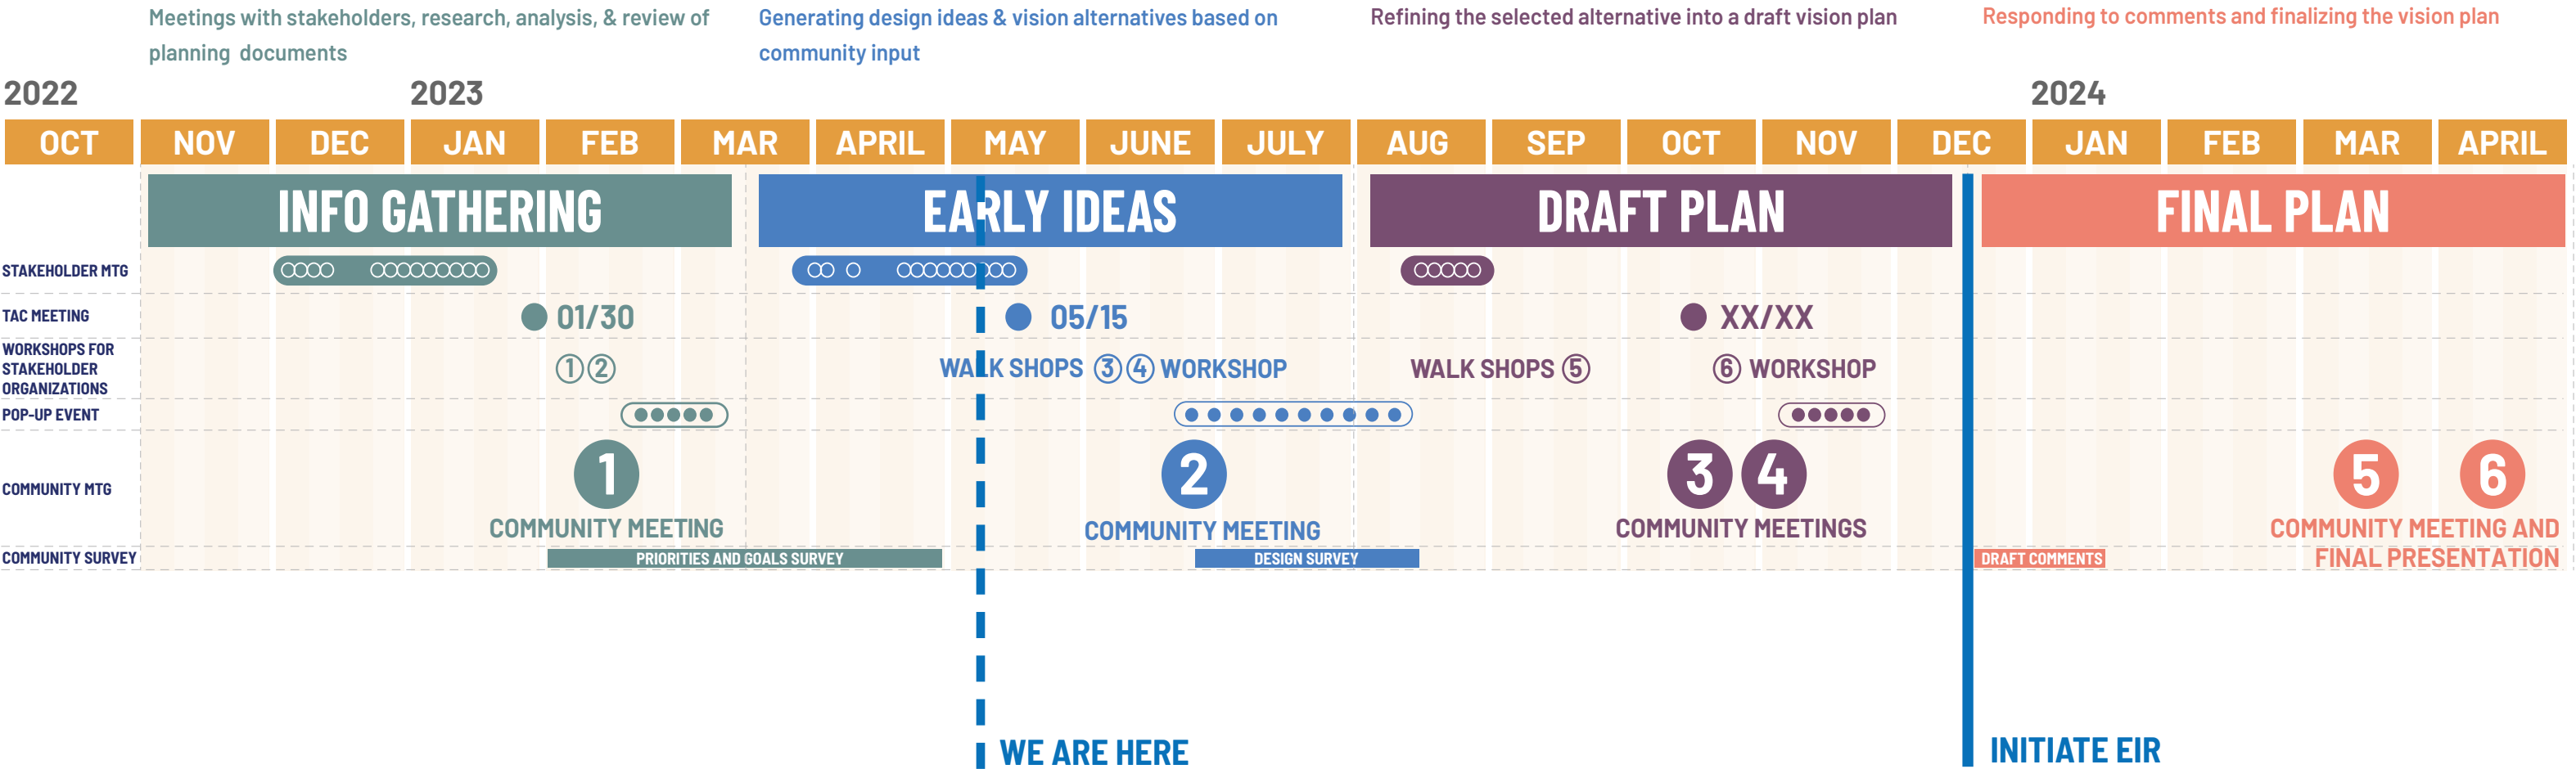 Meetings with stakeholders, research, analysis, & review of
planning documents
Generating design ideas & vision alternatives based on
community input
Refining the selected alternative into a draft vision plan
Responding to comments and finalizing the vision plan
2022
2023
2024
OCT
NOV
DEC
JAN
FEB
MAR
APRIL
MAY
JUNE
JULY
AUG
SEP
OCT
NOV
DEC
JAN
FEB
MAR
APRIL
INFO GATHERING
EARLY IDEAS
DRAFT PLAN
FINAL PLAN
STAKEHOLDER MTG
TAC MEETING
01/30
05/15
XX/XX
WORKSHOPS FOR
STAKEHOLDER
ORGANIZATIONS
1 2
WALK SHOPS 3 4 WORKSHOP
WALK SHOPS 5
6 WORKSHOP
POP-UP EVENT
COMMUNITY MTG
1
COMMUNITY MEETING
2
COMMUNITY MEETING
3 4
COMMUNITY MEETINGS
5 6
COMMUNITY MEETING AND
FINAL PRESENTATION
COMMUNITY SURVEY
PRIORITIES AND GOALS SURVEY
DESIGN SURVEY
DRAFT COMMENTS
WE ARE HERE
INITIATE EIR